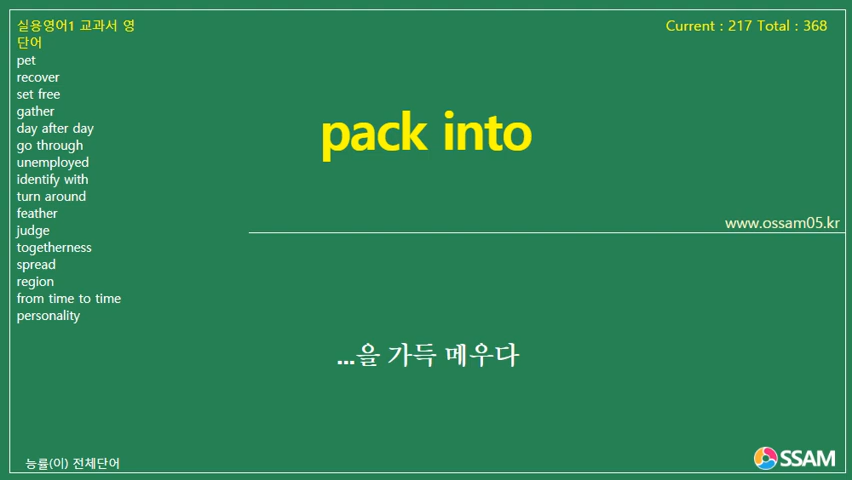 실용영어1 교과서 영
단어
pet
recover
set free
gather
day after day
go through
unemployed
identify with
turn around
feather
judge
togetherness
spread
region
from time to time
personality
Current : 217 Total : 368
pack into
www.ossam05.kr
...을 가득 메우다
능률(이) 전체단어
OSSAM